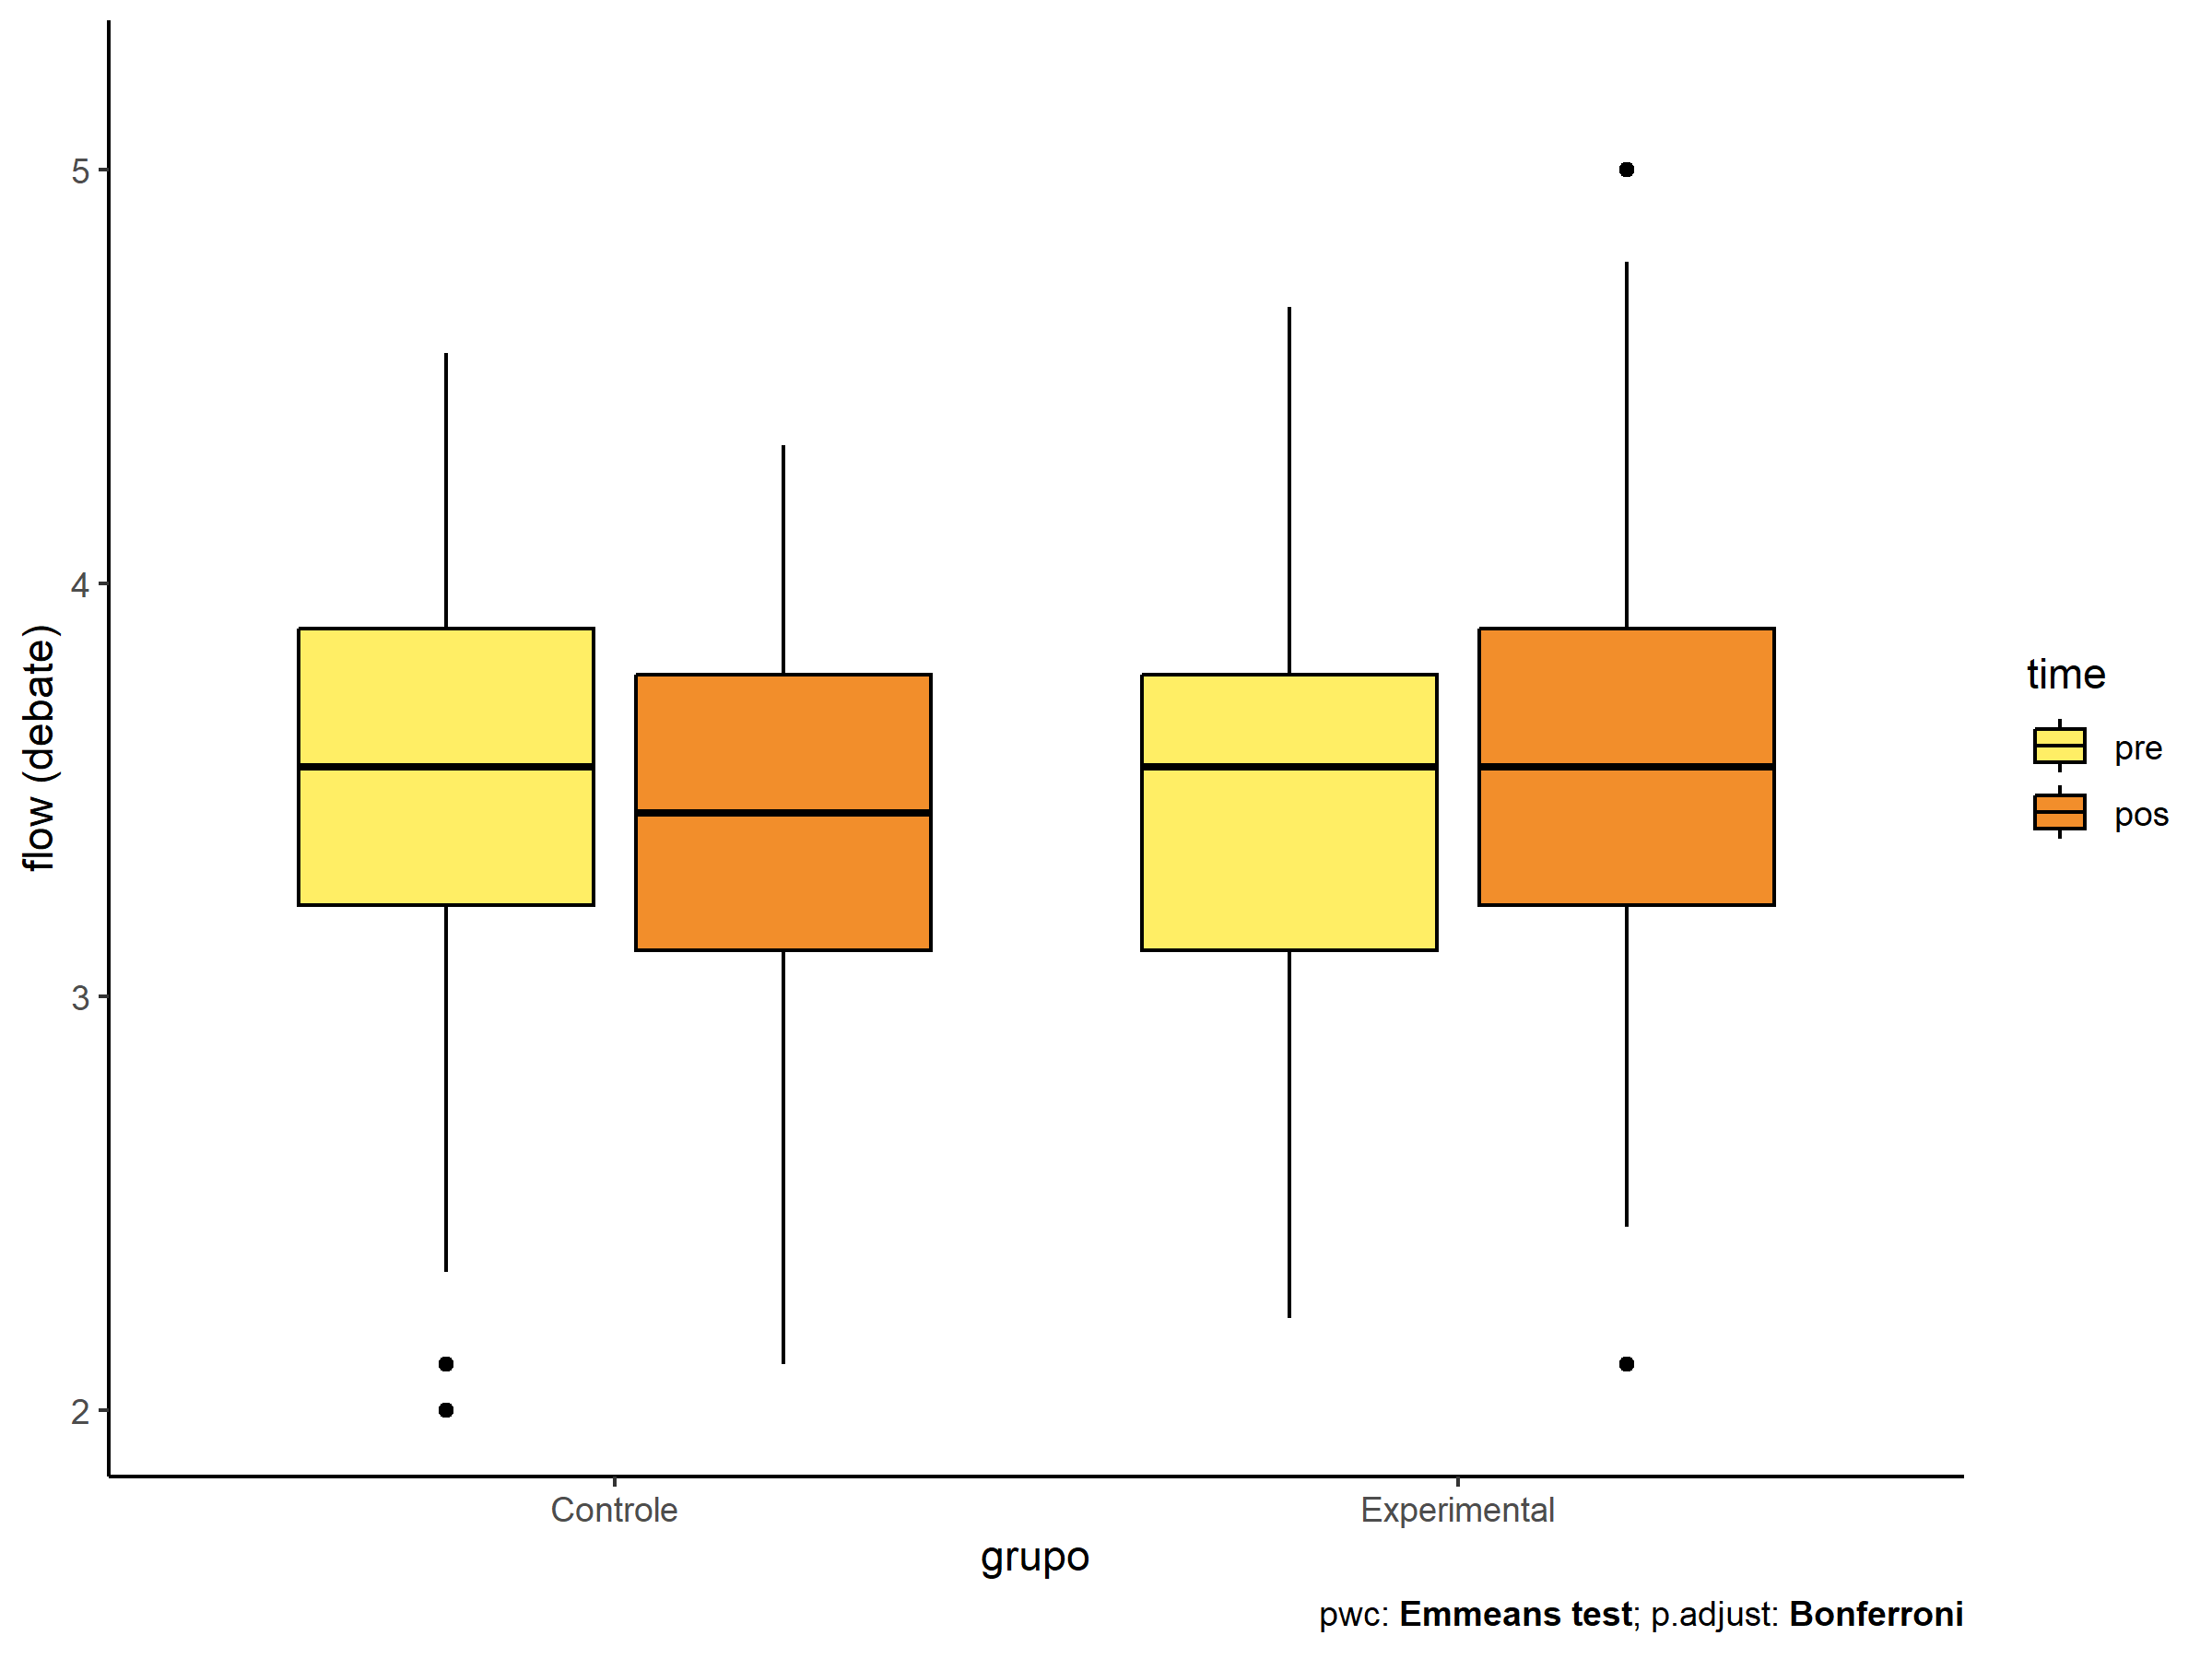 flow (debate)
5
4
3
2
Controle
Experimental
grupo
time
pre
pos
pwc: Emmeans test; p.adjust: Bonferroni